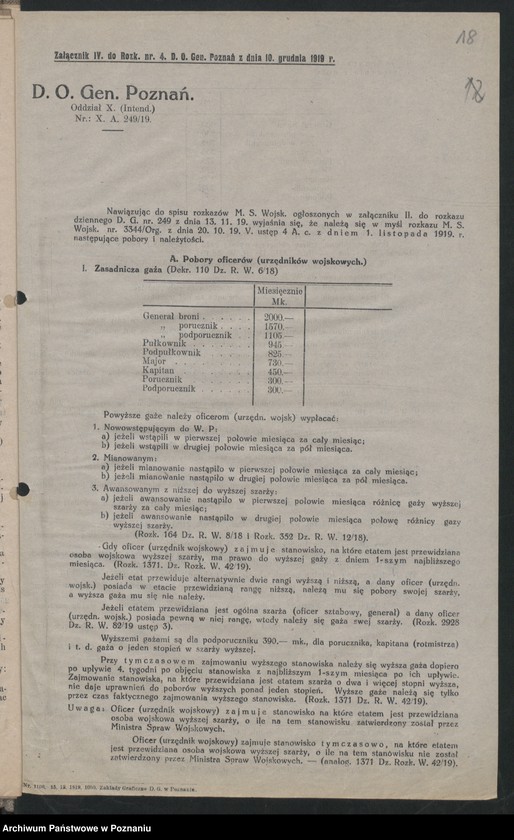 18
Załącznik IV. do Rozk. nr. 4. D. O. Gen. Poznań z dnia 10. grudnia 1919 r.
D. O. Gen. Poznań.
Oddział X. (Intend.)
Nr.: X. A. 249/19.
Nawiązując do spisu rozkazów M. S. Wojsk. ogłoszonych w załączniku II. do rozkazu
dziennego D. G. nr. 249 z dnia 13. 11. 19. wyjaśnia się, że należą się w myśl rozkazu M. S.
Wojsk. nr. 3344/Org. z dnia 20. 10. 19. V. ustęp 4 A. c. z dniem 1. listopada 1919. r.
następujące pobory i należytości.
A. Pobory oficerów (urzędników wojskowych.)
I. Zasadnicza gaża (Dekr. 110 Dz. R. W. 6/18)
Miesięcznie
Mk.
Generał broni . . . . . 2000.—
„ porucznik . . . . 1570.—
„ podporucznik . . 1105.—
Pułkownik . . . . . . . 945.—
Podpułkownik . . . . . 825.—
Major . . . . . . . . 730.—
Kapitan . . . . . . . 450.—
Porucznik . . . . . . 300.—
Podporucznik . . . . . 300.—
Powyższe gaże należy oficerom (urzędn. wojsk) wypłacać:
1. Nowowstępującym do W. P:
a) jeżeli wstąpili w pierwszej połowie miesiąca za cały miesiąc;
b) jeżeli wstąpili w drugiej połowie miesiąca za pół miesiąca.
2. Mianowanym:
a) jeżeli mianowanie nastąpiło w pierwszej połowie miesiąca za cały miesiąc;
b) jeżeli mianowanie nastąpiło w drugiej połowie miesiąca za pół miesiąca.
3. Awansowanym z niższej do wyższej szarży:
a) jeżeli awansowanie nastąpiło w pierwszej połowie miesiąca różnicę gaży wyższej
szarży za cały miesiąc;
b) jeżeli awansowanie nastąpiło w drugiej połowie miesiąca połowę różnicy gaży
wyższej szarży.
(Rozk. 164 Dz. R. W. 8/18 i Rozk. 352 Dz. R. W. 12/18).
Gdy oficer (urzędnik wojskowy) zajmuje stanowisko, na które etatem jest przewidziana
osoba wojskowa wyższej szarży, ma prawo do wyższej gaży z dniem 1-szym najbliższego
miesiąca. (Rozk. 1371. Dz. Rozk. W. 42/19).
Jeżeli etat przewiduje alternatywnie dwie rangi wyższą i niższą, a dany oficer (urzędn.
wojsk.) posiada w etacie przewidzianą rangę niższą, należą mu się pobory swojej szarży,
a wyższa gaża mu się nie należy.
Jeżeli etatem przewidziana jest ogólna szarża (oficer sztabowy, generał) a dany oficer
(urzędn. wojsk.) posiada pewną w niej rangę, wtedy należy się gaża swej szarży. (Rozk. 2928
Dz. R. W. 82/19 ustęp 3).
Wyższemi gażami są dla podporuczniku 390.— mk., dla porucznika, kapitana (rotmistrza)
i t. d. gaża o jeden stopień w szarży wyższej.
Przy tymczasowem zajmowaniu wyższego stanowiska należy się wyższa gaża dopiero
po upływie 4. tygodni po objęciu stanowiska z najbliższym 1-szym miesiąca po ich upływie.
Zajmowanie stanowiska, na które przewidziana jest etatem szarża o dwa i więcej stopni wyższa,
nie daje uprawnień do poborów wyższych ponad jeden stopień. Wyższe gaże należą się tylko
przez czas faktycznego zajmowania wyższego stanowiska. (Rozk. 1371 Dz. R. W. 42/19).
Uwaga: Oficer (urzędnik wojskowy) zajmuje stanowisko na które etatem jest przewidziana
osoba wojskowa wyższej szarży, o ile na tem stanowisku zatwierdzony został przez
Ministra Spraw Wojskowych.
Oficer (urzędnik wojskowy) zajmuje stanowisko tymczasowo, na które etatem
jest przewidziana osoba wojskowa wyższej szarży, o ile na tem stanowisku nie został
zatwierdzony przez Ministra Spraw Wojskowych. — (analog. 1371 Dz. Rozk. W. 42/19).
Zakłady Graficzne D. G. w Poznaniu.
Archiwum Państwowe w Poznaniu
szukajwarchiwach.gov.pl